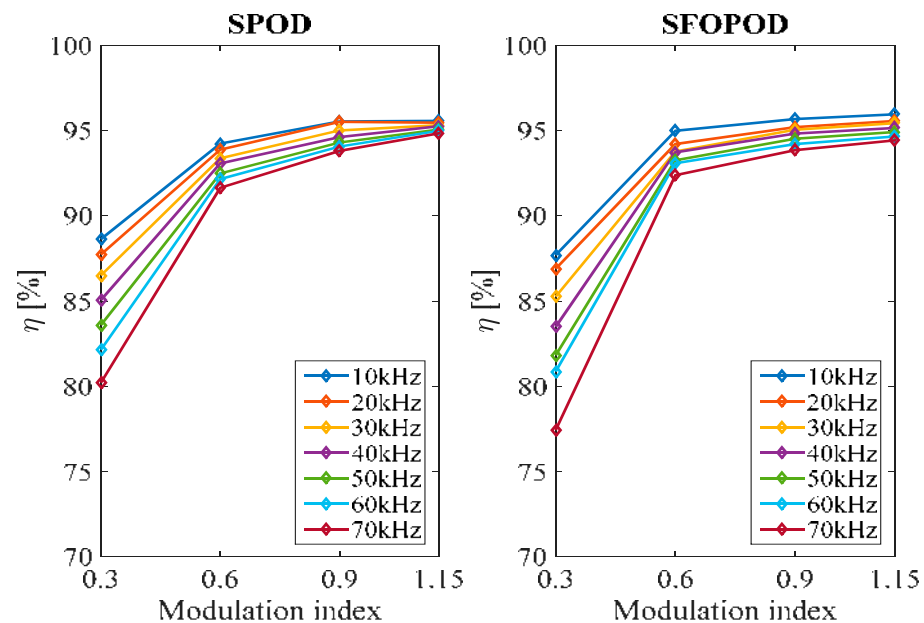 SPOD
100
95
90
85
80
75
70
η [%]
10kHz
20kHz
30kHz
40kHz
50kHz
60kHz
70kHz
0.3 0.6 0.9 1.15
Modulation index
SFOPOD
100
95
90
85
80
75
70
η [%]
10kHz
20kHz
30kHz
40kHz
50kHz
60kHz
70kHz
0.3 0.6 0.9 1.15
Modulation index